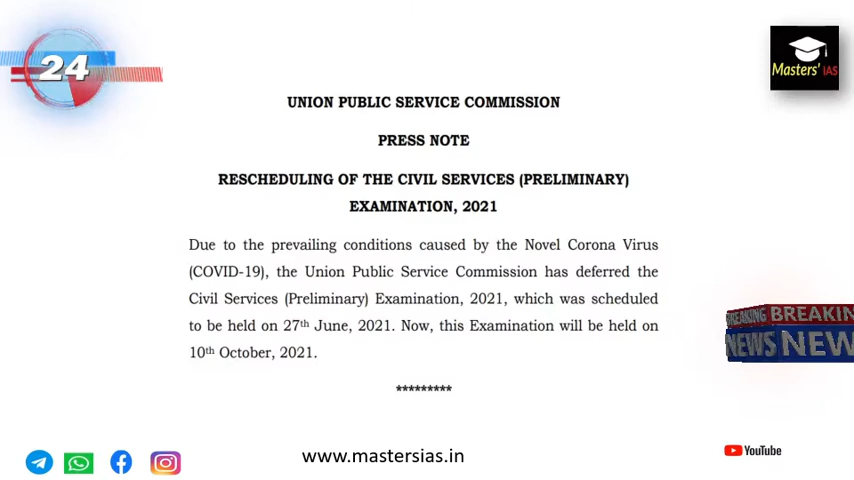 24
Masters' IAS
UNION PUBLIC SERVICE COMMISSION
PRESS NOTE
RESCHEDULING OF THE CIVIL SERVICES (PRELIMINARY)
EXAMINATION, 2021
Due to the prevailing conditions caused by the Novel Corona Virus
(COVID-19), the Union Public Service Commission has deferred the
Civil Services (Preliminary) Examination, 2021, which was scheduled
to be held on 27th June, 2021. Now, this Examination will be held on
10th October, 2021.
*********
BREAKING BREAKIN
NEWS NEW
www.mastersias.in
YouTube